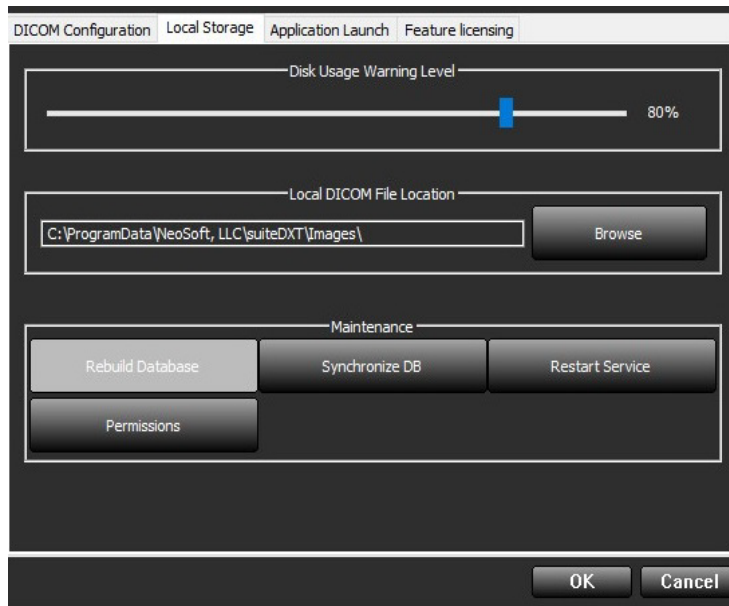 DICOM Configuration Local Storage Application Launch Feature licensing
Disk Usage Warning Level
80%
Local DICOM File Location
C:\ProgramData\NeoSoft, LLC\suiteDXT\Images\ Browse
Maintenance
Rebuild Database Synchronize DB Restart Service
Permissions
OK Cancel